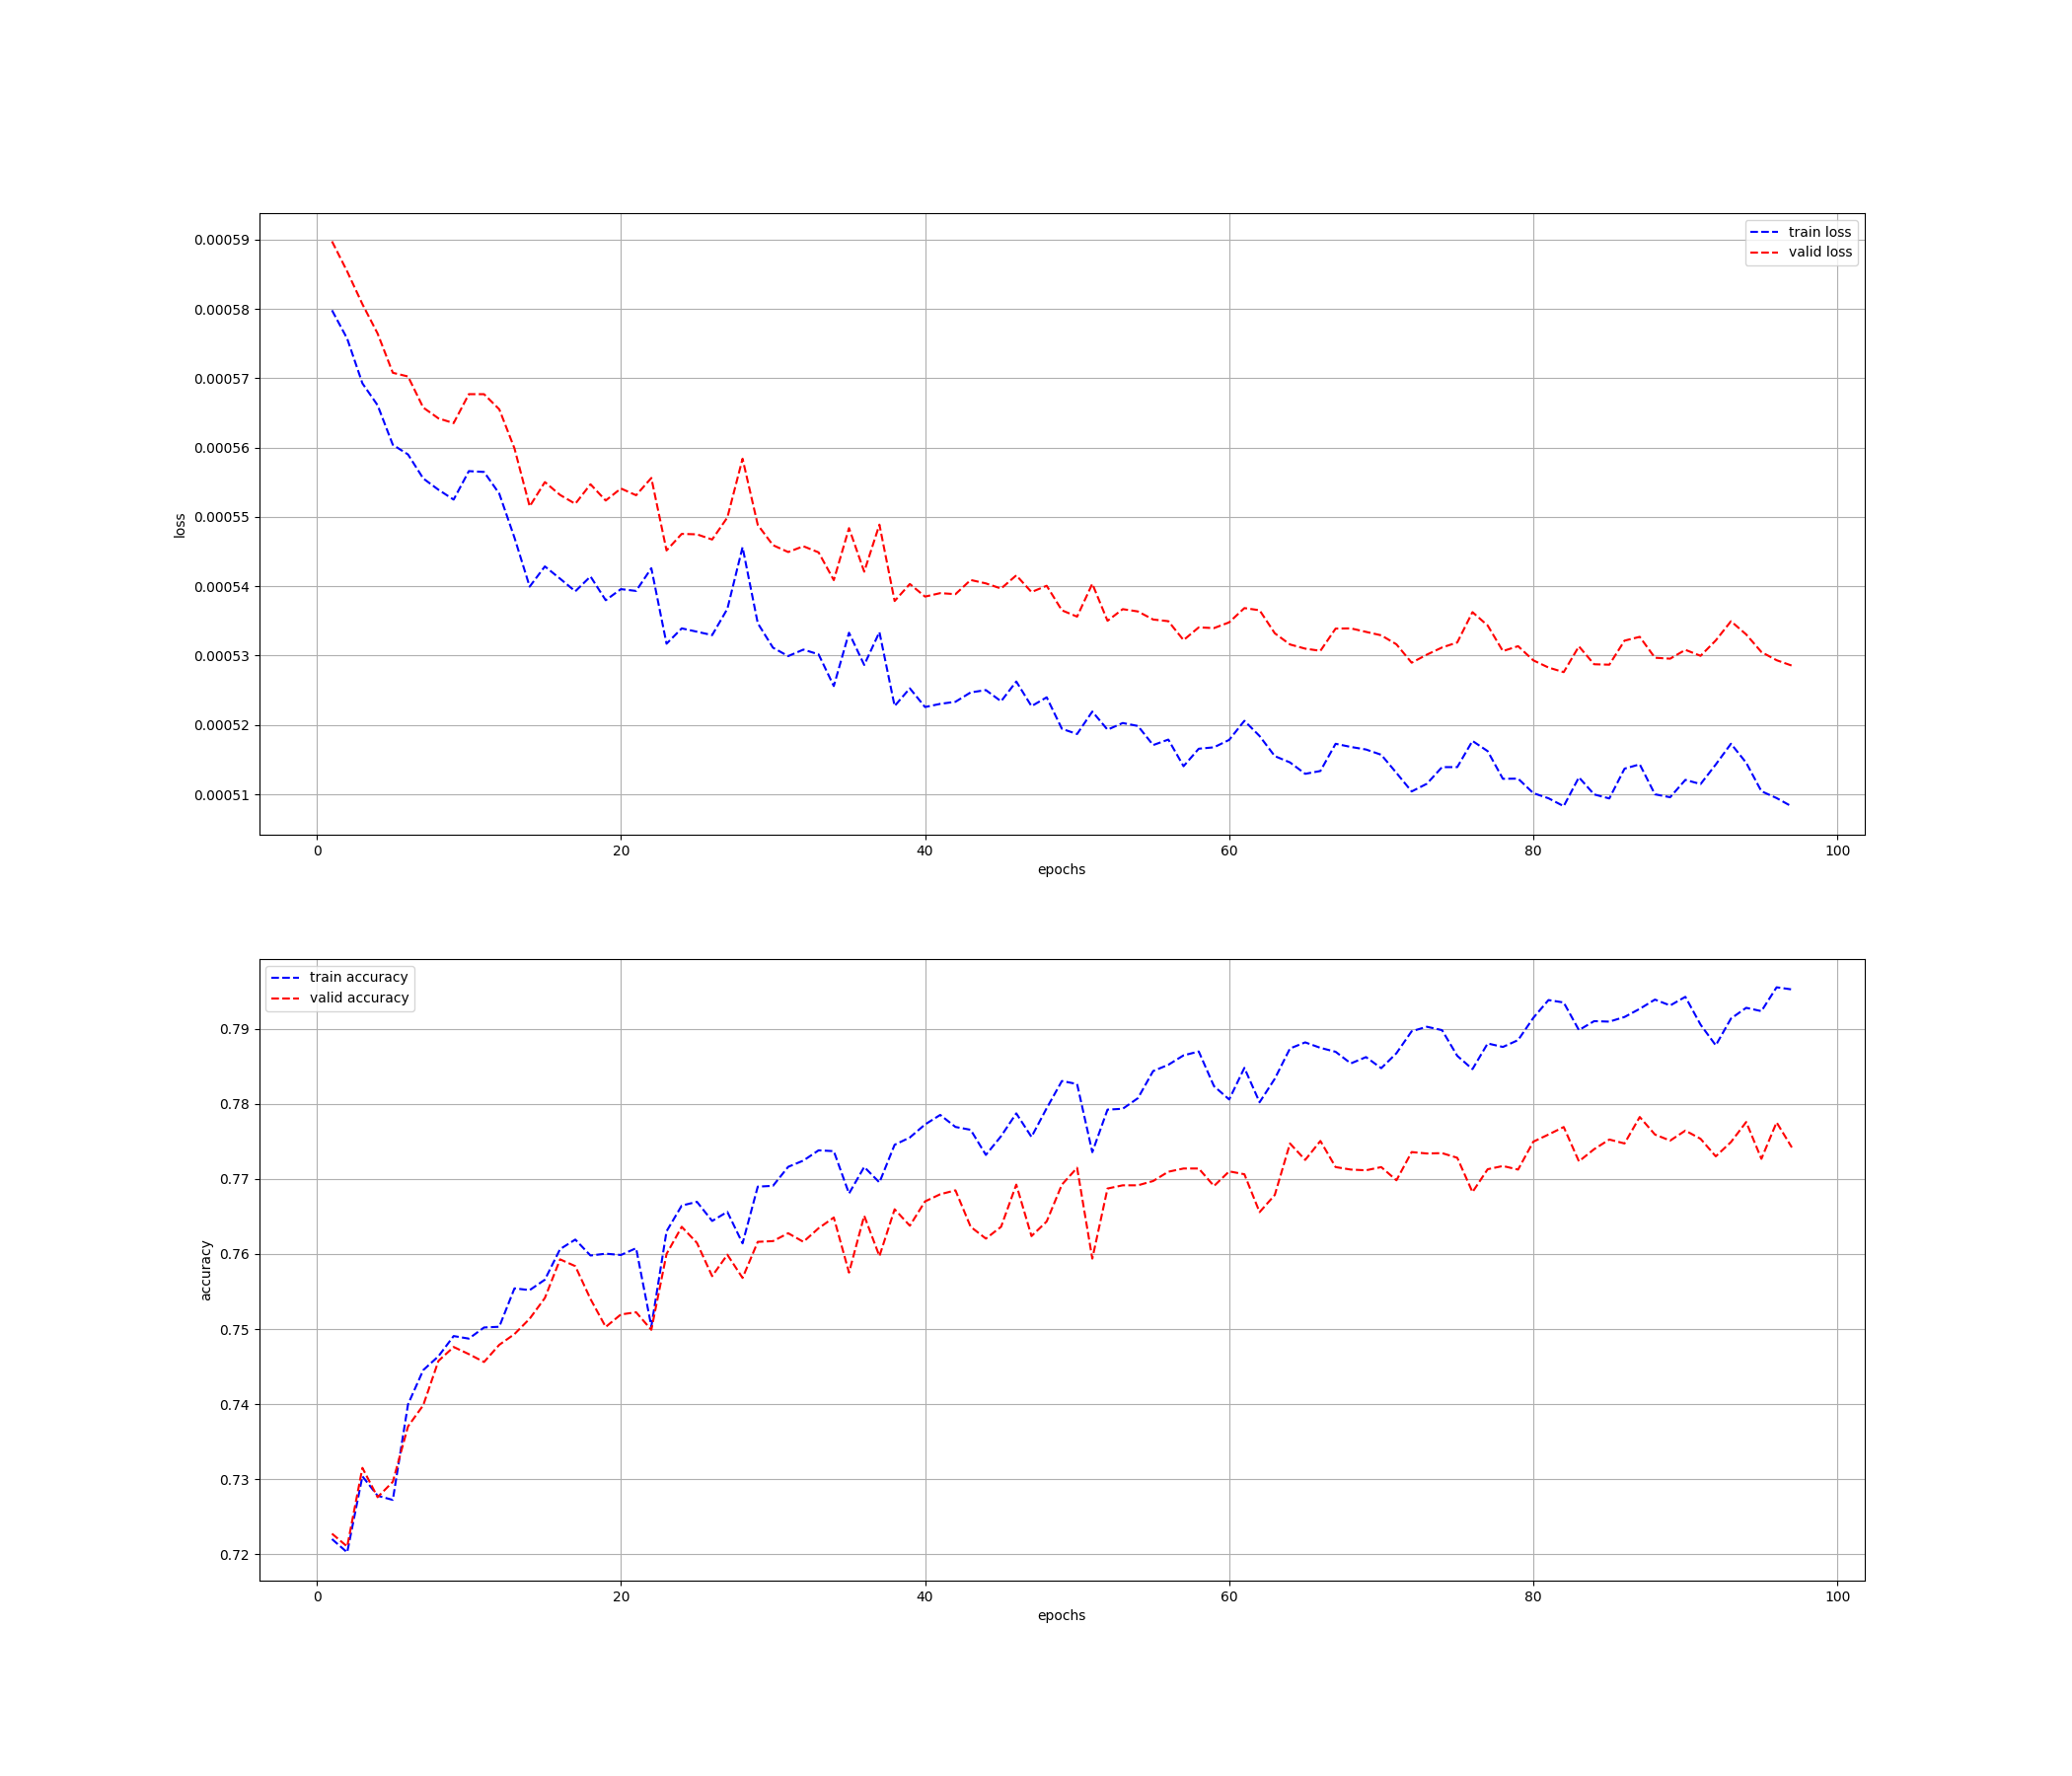 train loss
valid loss
0.00059
0.00058
0.00057
0.00056
0.00055
0.00054
0.00053
0.00052
0.00051
loss
0 20 40 60 80 100
epochs
train accuracy
valid accuracy
0.79
0.78
0.77
0.76
0.75
0.74
0.73
0.72
accuracy
0 20 40 60 80 100
epochs